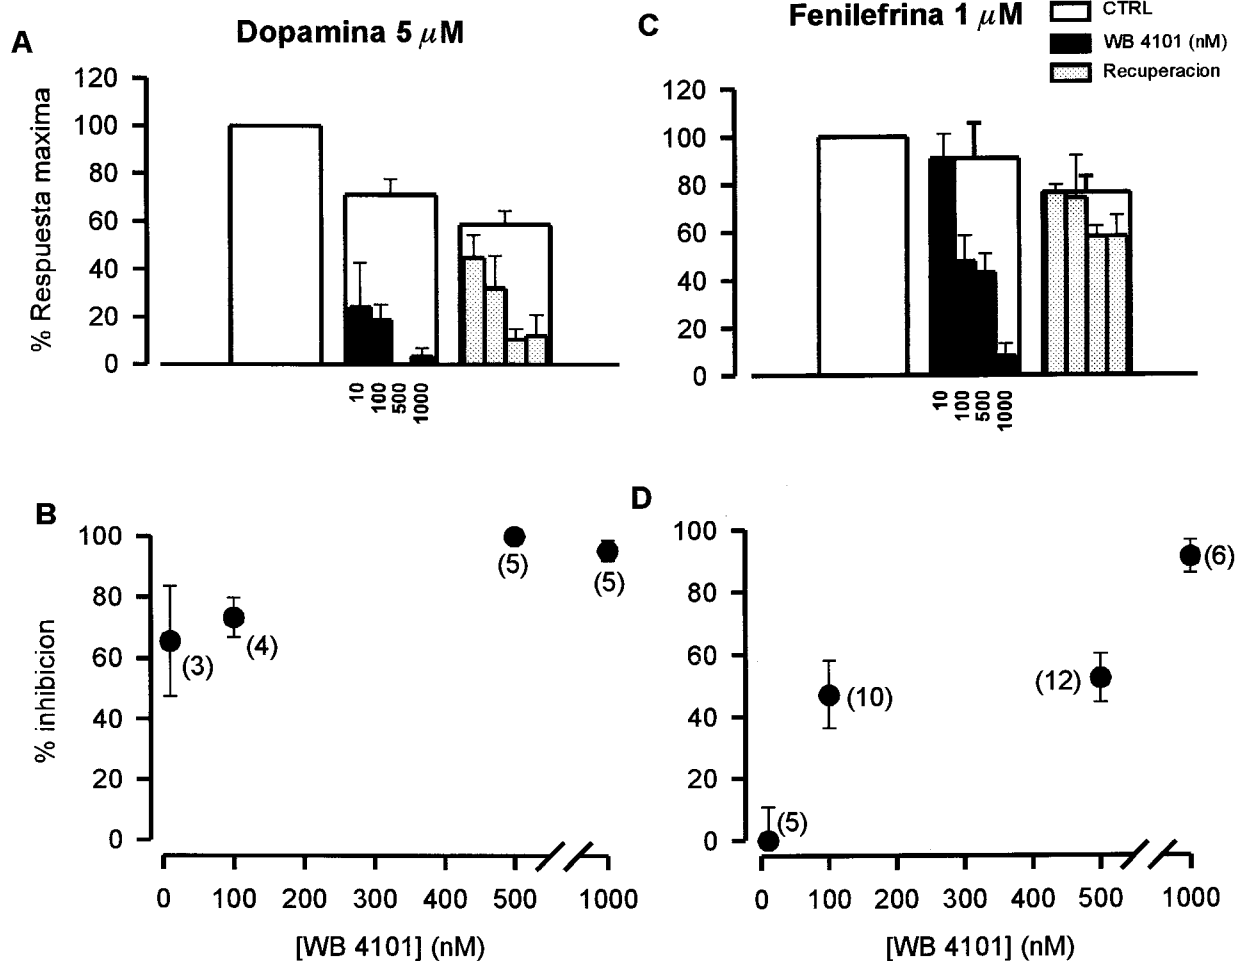 A
Dopamina 5 μM
% Respuesta maxima
120
100
80
60
40
20
0
10
100
500
1000
C
Fenilefrina 1 μM
CTRL
WB 4101 (nM)
Recuperacion
120
100
80
60
40
20
0
10
100
500
1000
B
% inhibicion
100
80
60
40
20
0
(3)
(4)
(5)
(5)
0 100 200 300 400 500 1000
[WB 4101] (nM)
D
100
80
60
40
20
0
(5)
(10)
(12)
(6)
0 100 200 300 400 500 1000
[WB 4101] (nM)